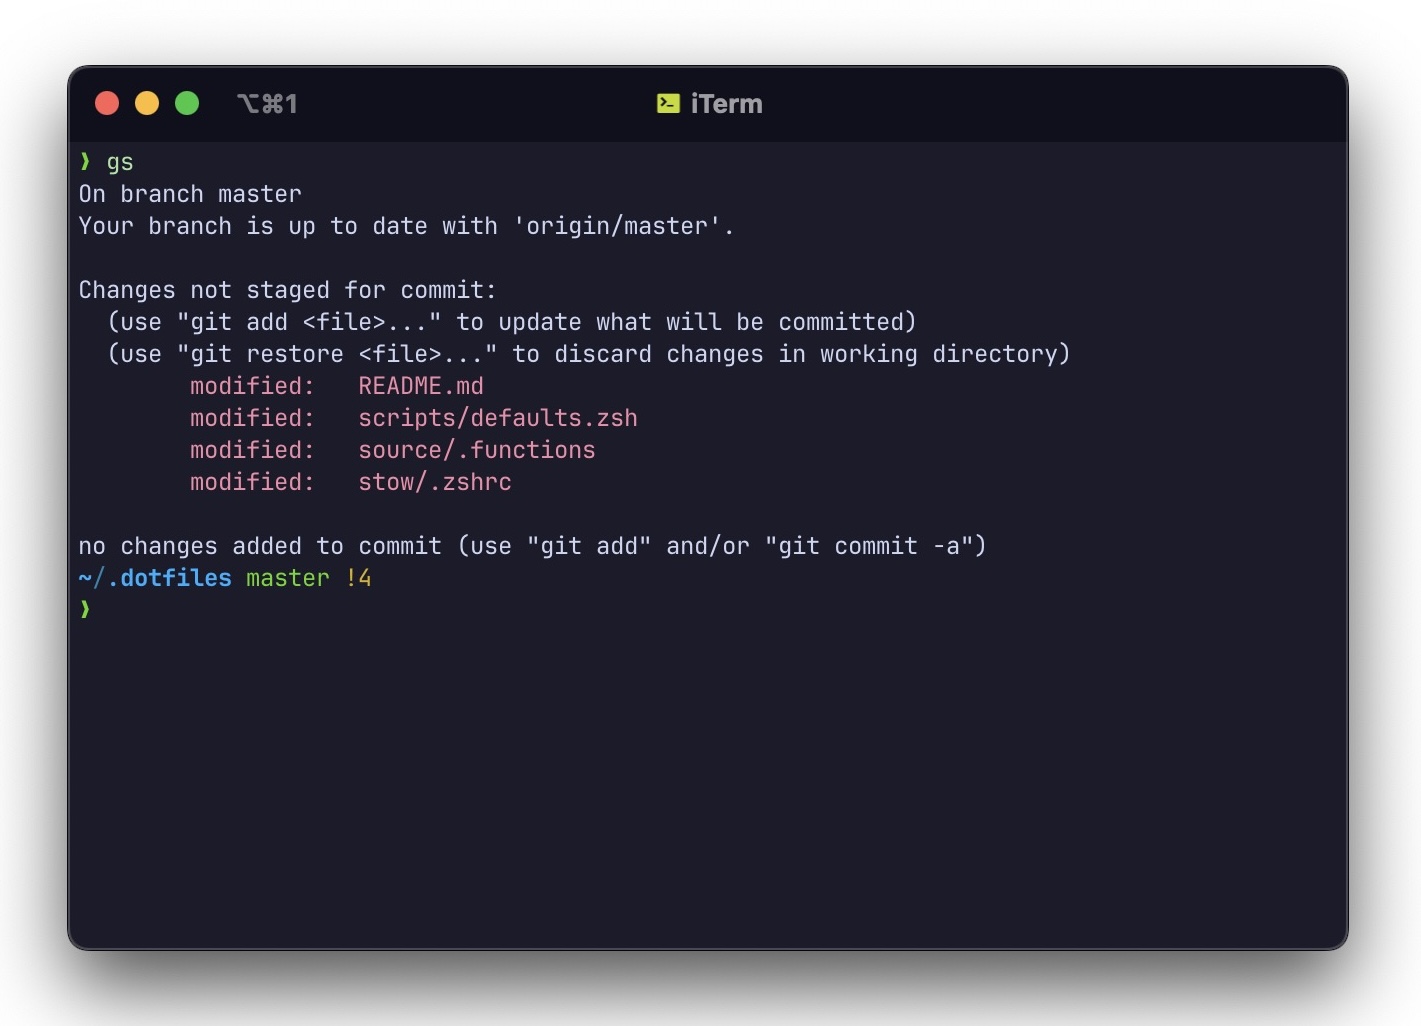 ⌥⌘1
iTerm
❯ gs
On branch master
Your branch is up to date with 'origin/master'.

Changes not staged for commit:
  (use "git add <file>..." to update what will be committed)
  (use "git restore <file>..." to discard changes in working directory)
        modified:   README.md
        modified:   scripts/defaults.zsh
        modified:   source/.functions
        modified:   stow/.zshrc

no changes added to commit (use "git add" and/or "git commit -a")
~/.dotfiles master !4
❯